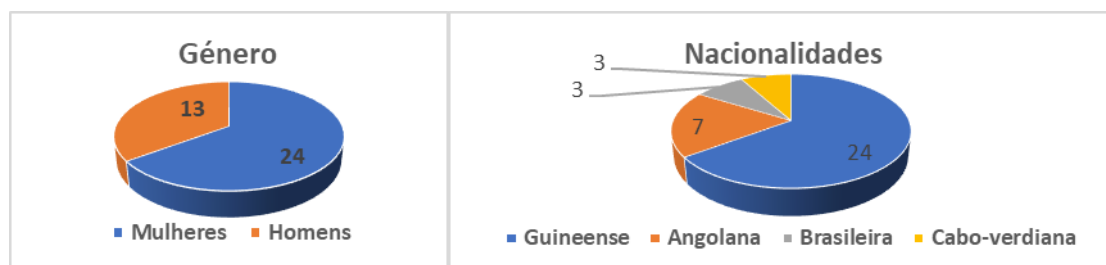 Género
13
24
Mulheres Homens
Nacionalidades
3
3
7
24
Guineense Angolana Brasileira Cabo-verdiana